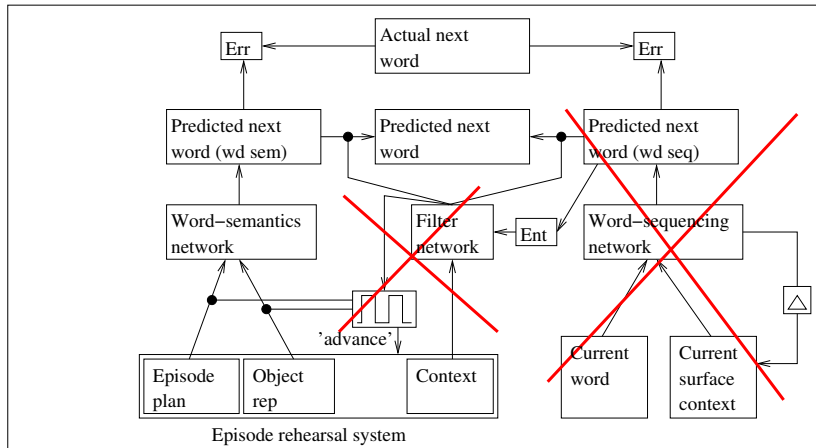 Actual next
word
Err
Err
Predicted next
word (wd sem)
Predicted next
word
Predicted next
word (wd seq)
Word−semantics
network
Filter
network
Ent
Word−sequencing
network
△
'advance'
Episode
plan
Object
rep
Context
Current
word
Current
surface
context
Episode rehearsal system